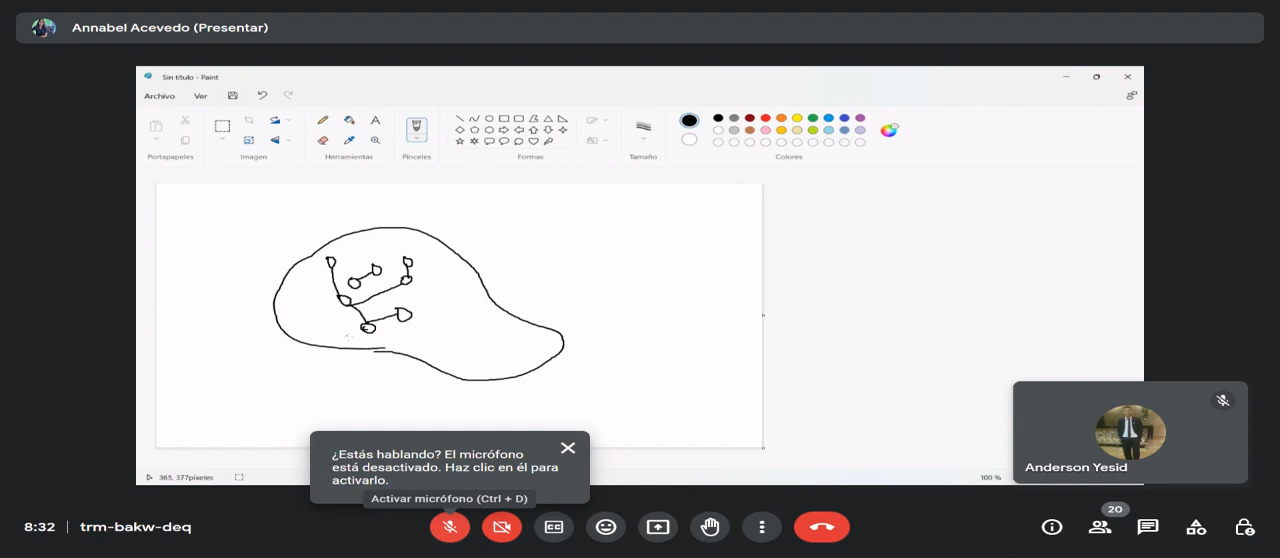 Annabel Acevedo (Presentar)
Sin título - Paint
Archivo Ver
Portapapeles Imagen Herramientas Pinceles Formas Tamaño Colores
365, 377píxeles
100 %
¿Estás hablando? El micrófono
está desactivado. Haz clic en él para
activarlo.
Activar micrófono (Ctrl + D)
Anderson Yesid
8:32 | trm-bakw-deq
CC
20